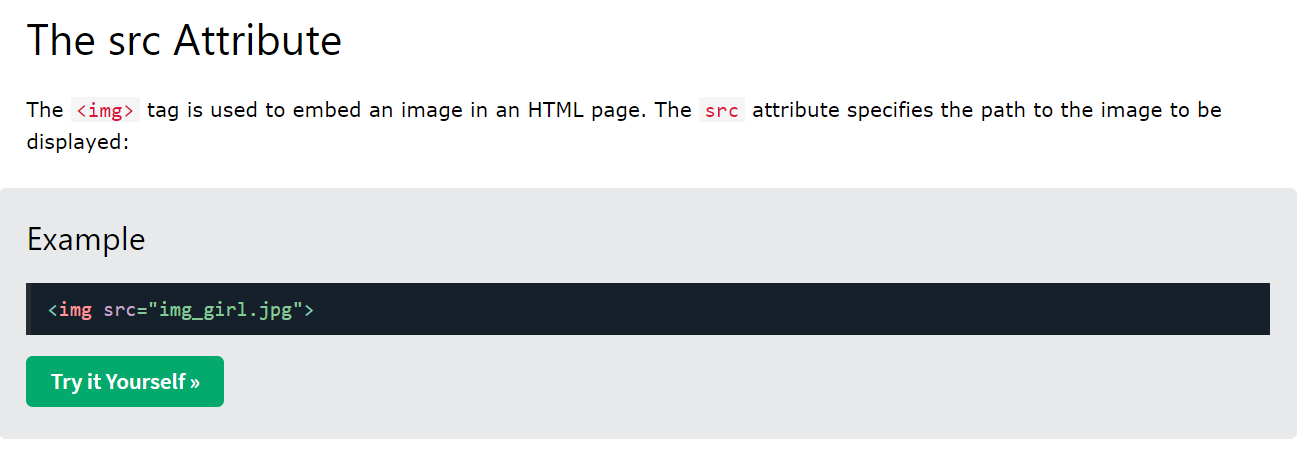 The src Attribute
The <img> tag is used to embed an image in an HTML page. The src attribute specifies the path to the image to be
displayed:
Example
<img src="img_girl.jpg">
Try it Yourself »